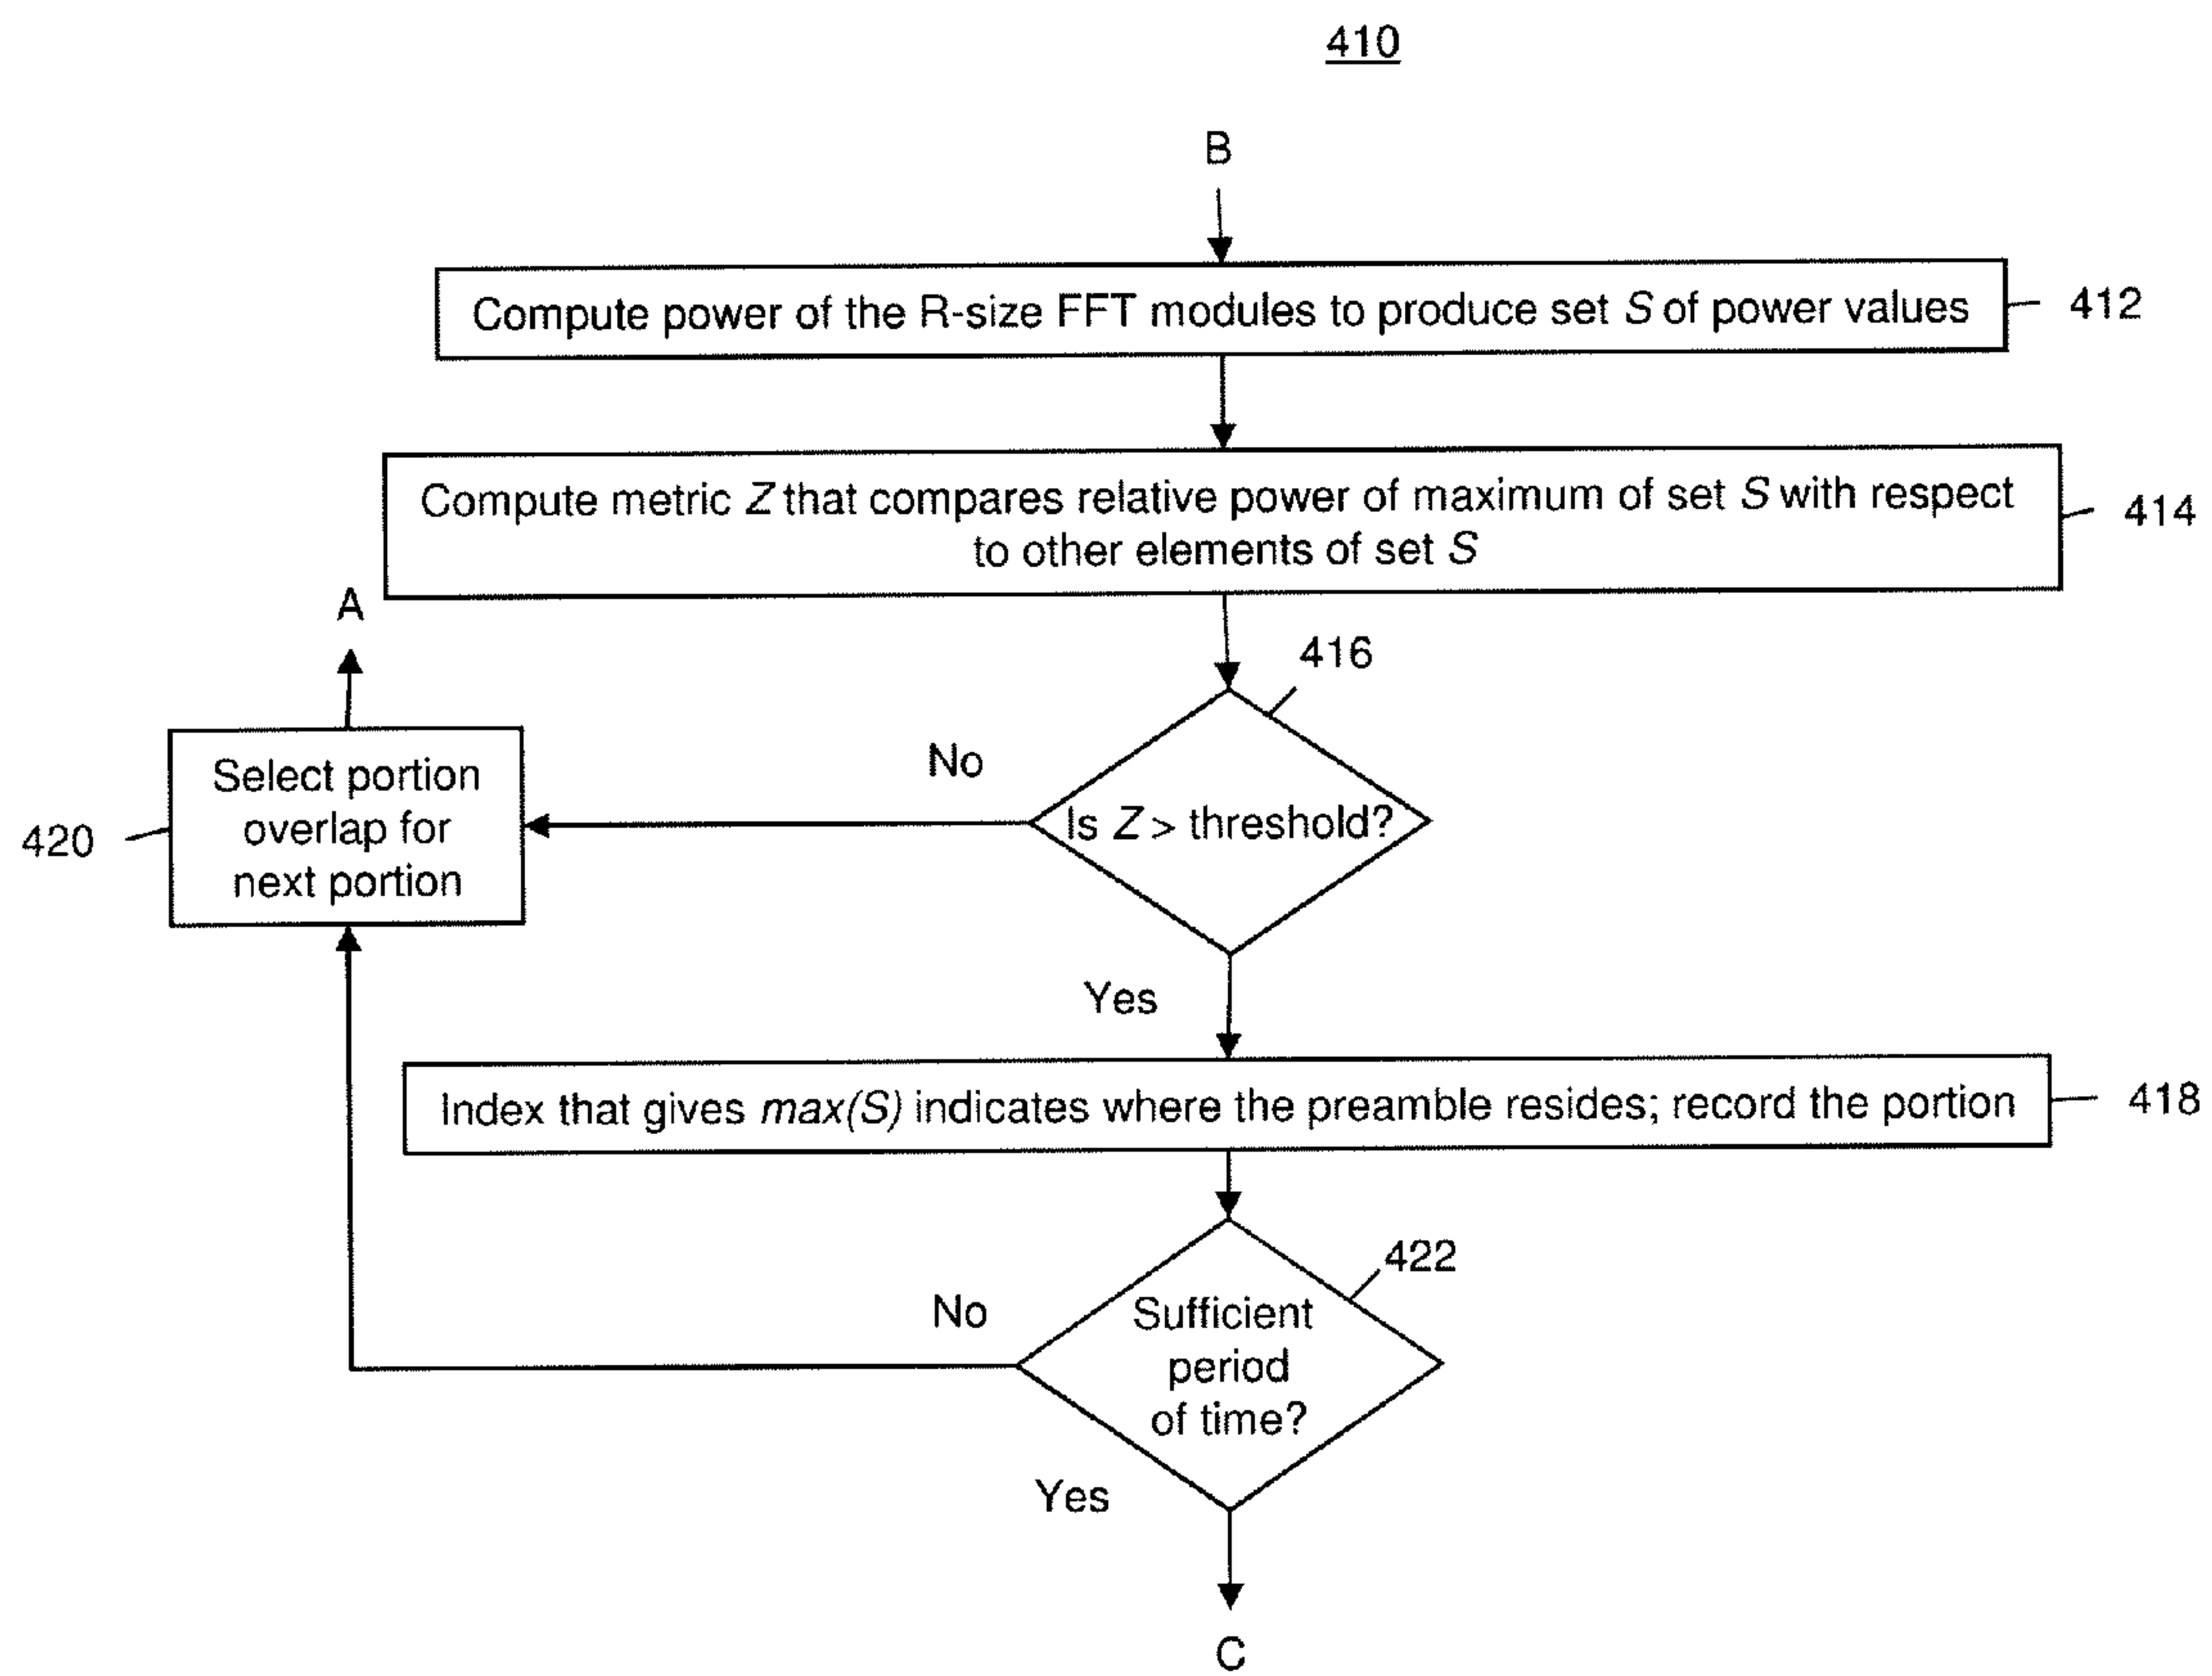 410
B
Compute power of the R-size FFT modules to produce set S of power values
412
Compute metric Z that compares relative power of maximum of set S with respect
to other elements of set S
414
A
416
No
Is Z > threshold?
Select portion
overlap for
next portion
420
Yes
Index that gives max(S) indicates where the preamble resides; record the portion
418
422
No
Sufficient
period
of time?
Yes
C